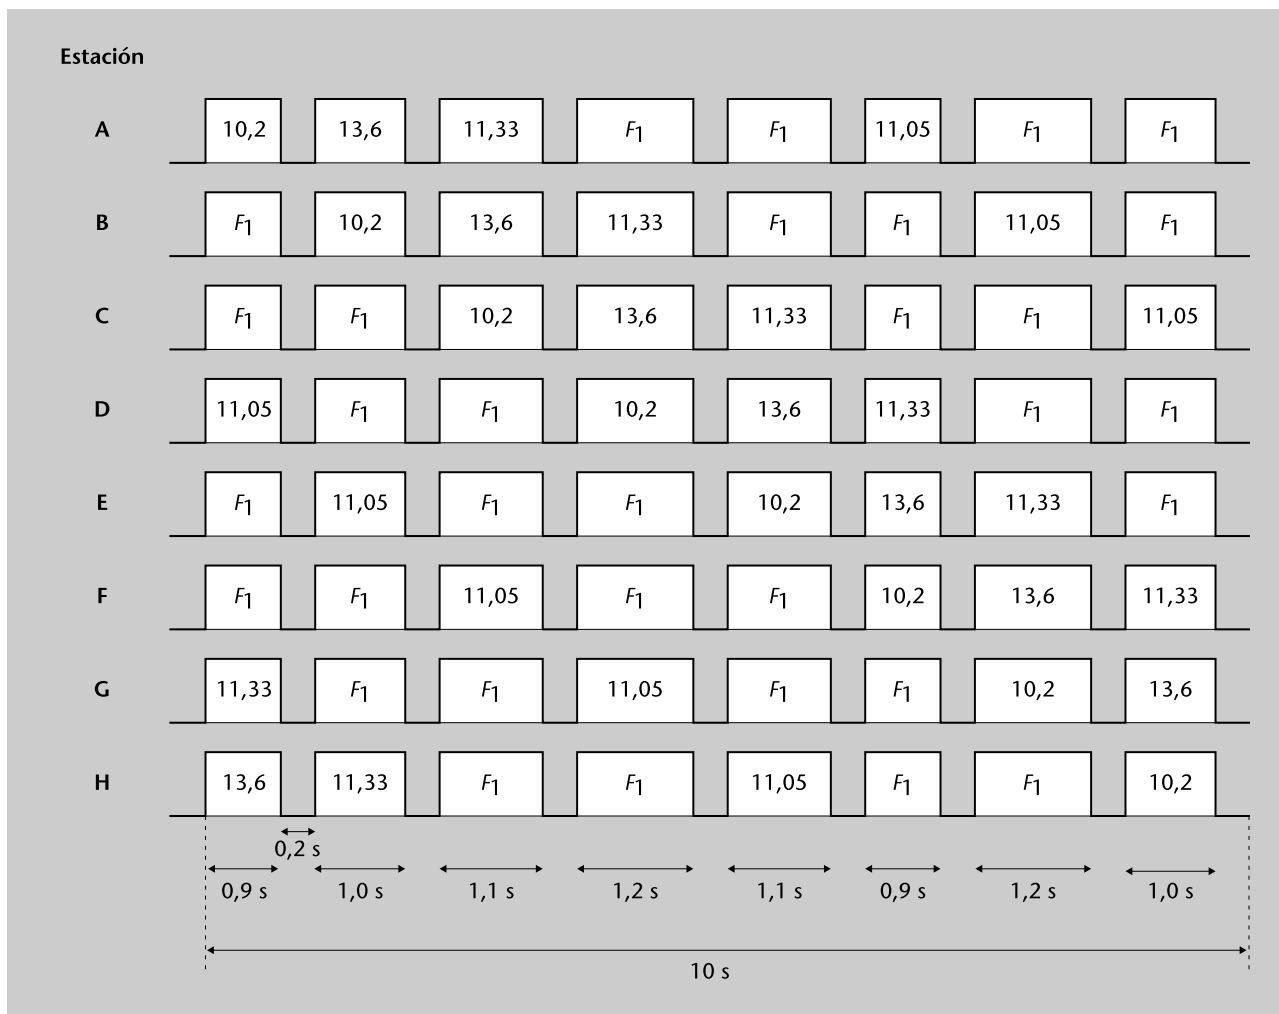 Estación
A 10,2 13,6 11,33 F1 F1 11,05 F1 F1
B F1 10,2 13,6 11,33 F1 F1 11,05 F1
C F1 F1 10,2 13,6 11,33 F1 F1 11,05
D 11,05 F1 F1 10,2 13,6 11,33 F1 F1
E F1 11,05 F1 F1 10,2 13,6 11,33 F1
F F1 F1 11,05 F1 F1 10,2 13,6 11,33
G 11,33 F1 F1 11,05 F1 F1 10,2 13,6
H 13,6 11,33 F1 F1 11,05 F1 F1 10,2
0,2 s
0,9 s 1,0 s 1,1 s 1,2 s 1,1 s 0,9 s 1,2 s 1,0 s
10 s